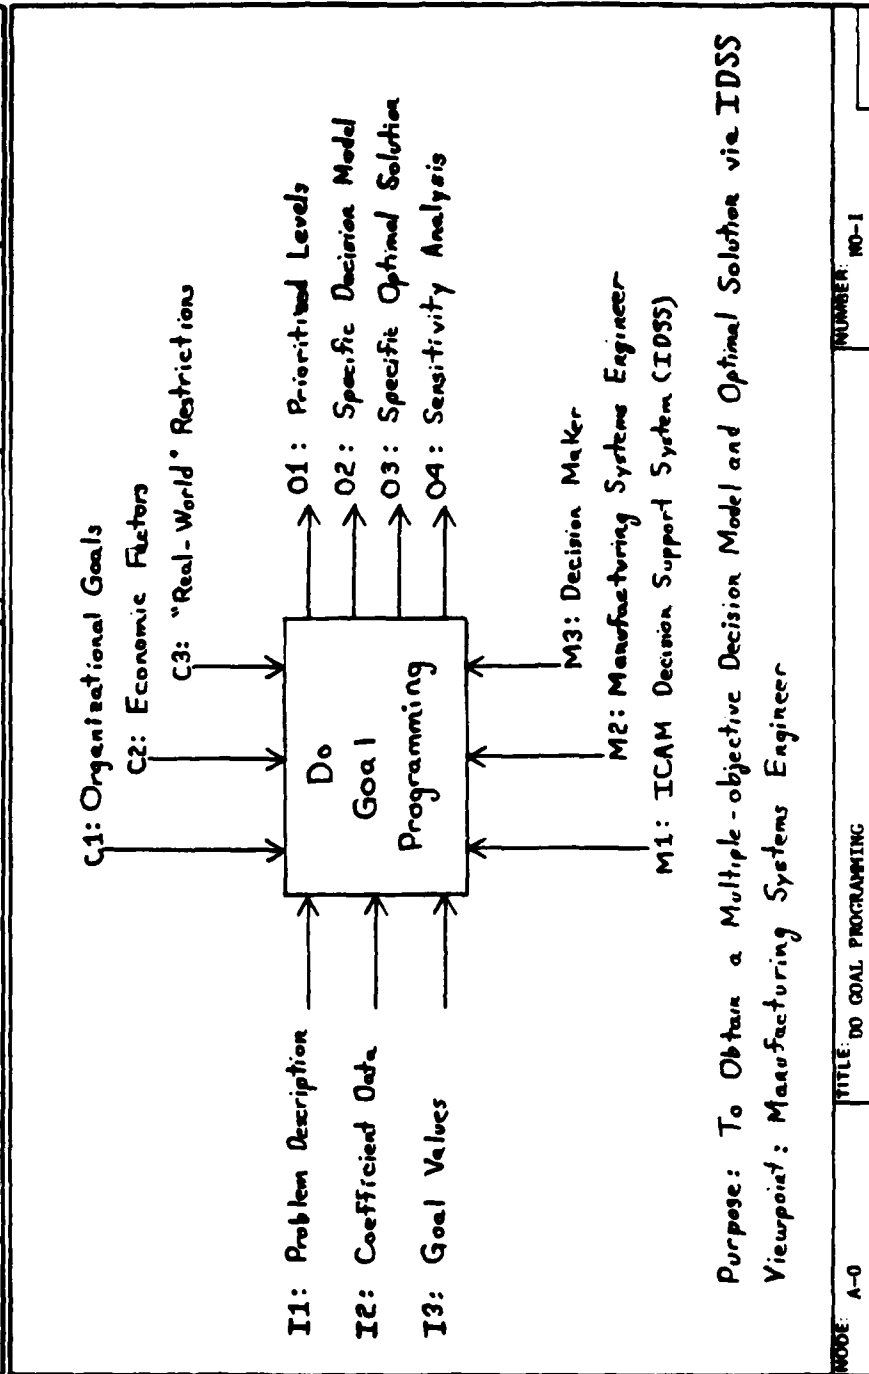 C1: Organizational Goals
C2: Economic Factors
C3: "Real-World" Restrictions
I1: Problem Description
I2: Coefficient Data
I3: Goal Values
Do
Goal
Programming
O1: Prioritized Levels
O2: Specific Decision Model
O3: Specific Optimal Solution
O4: Sensitivity Analysis
M3: Decision Maker
M2: Manufacturing Systems Engineer
M1: ICAM Decision Support System (IDSS)
Purpose: To Obtain a Multiple-objective Decision Model and Optimal Solution via IDSS
Viewpoint: Manufacturing Systems Engineer
NODE: A-0
TITLE: DO GOAL PROGRAMMING
NUMBER: MO-1